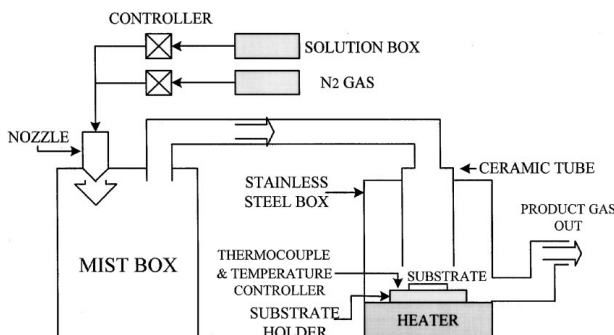 CONTROLLER
SOLUTION BOX
N2 GAS
NOZZLE
CERAMIC TUBE
STAINLESS
STEEL BOX
PRODUCT GAS
OUT
MIST BOX
THERMOCOUPLE
& TEMPERATURE
CONTROLLER
SUBSTRATE
SUBSTRATE
HOLDER
HEATER